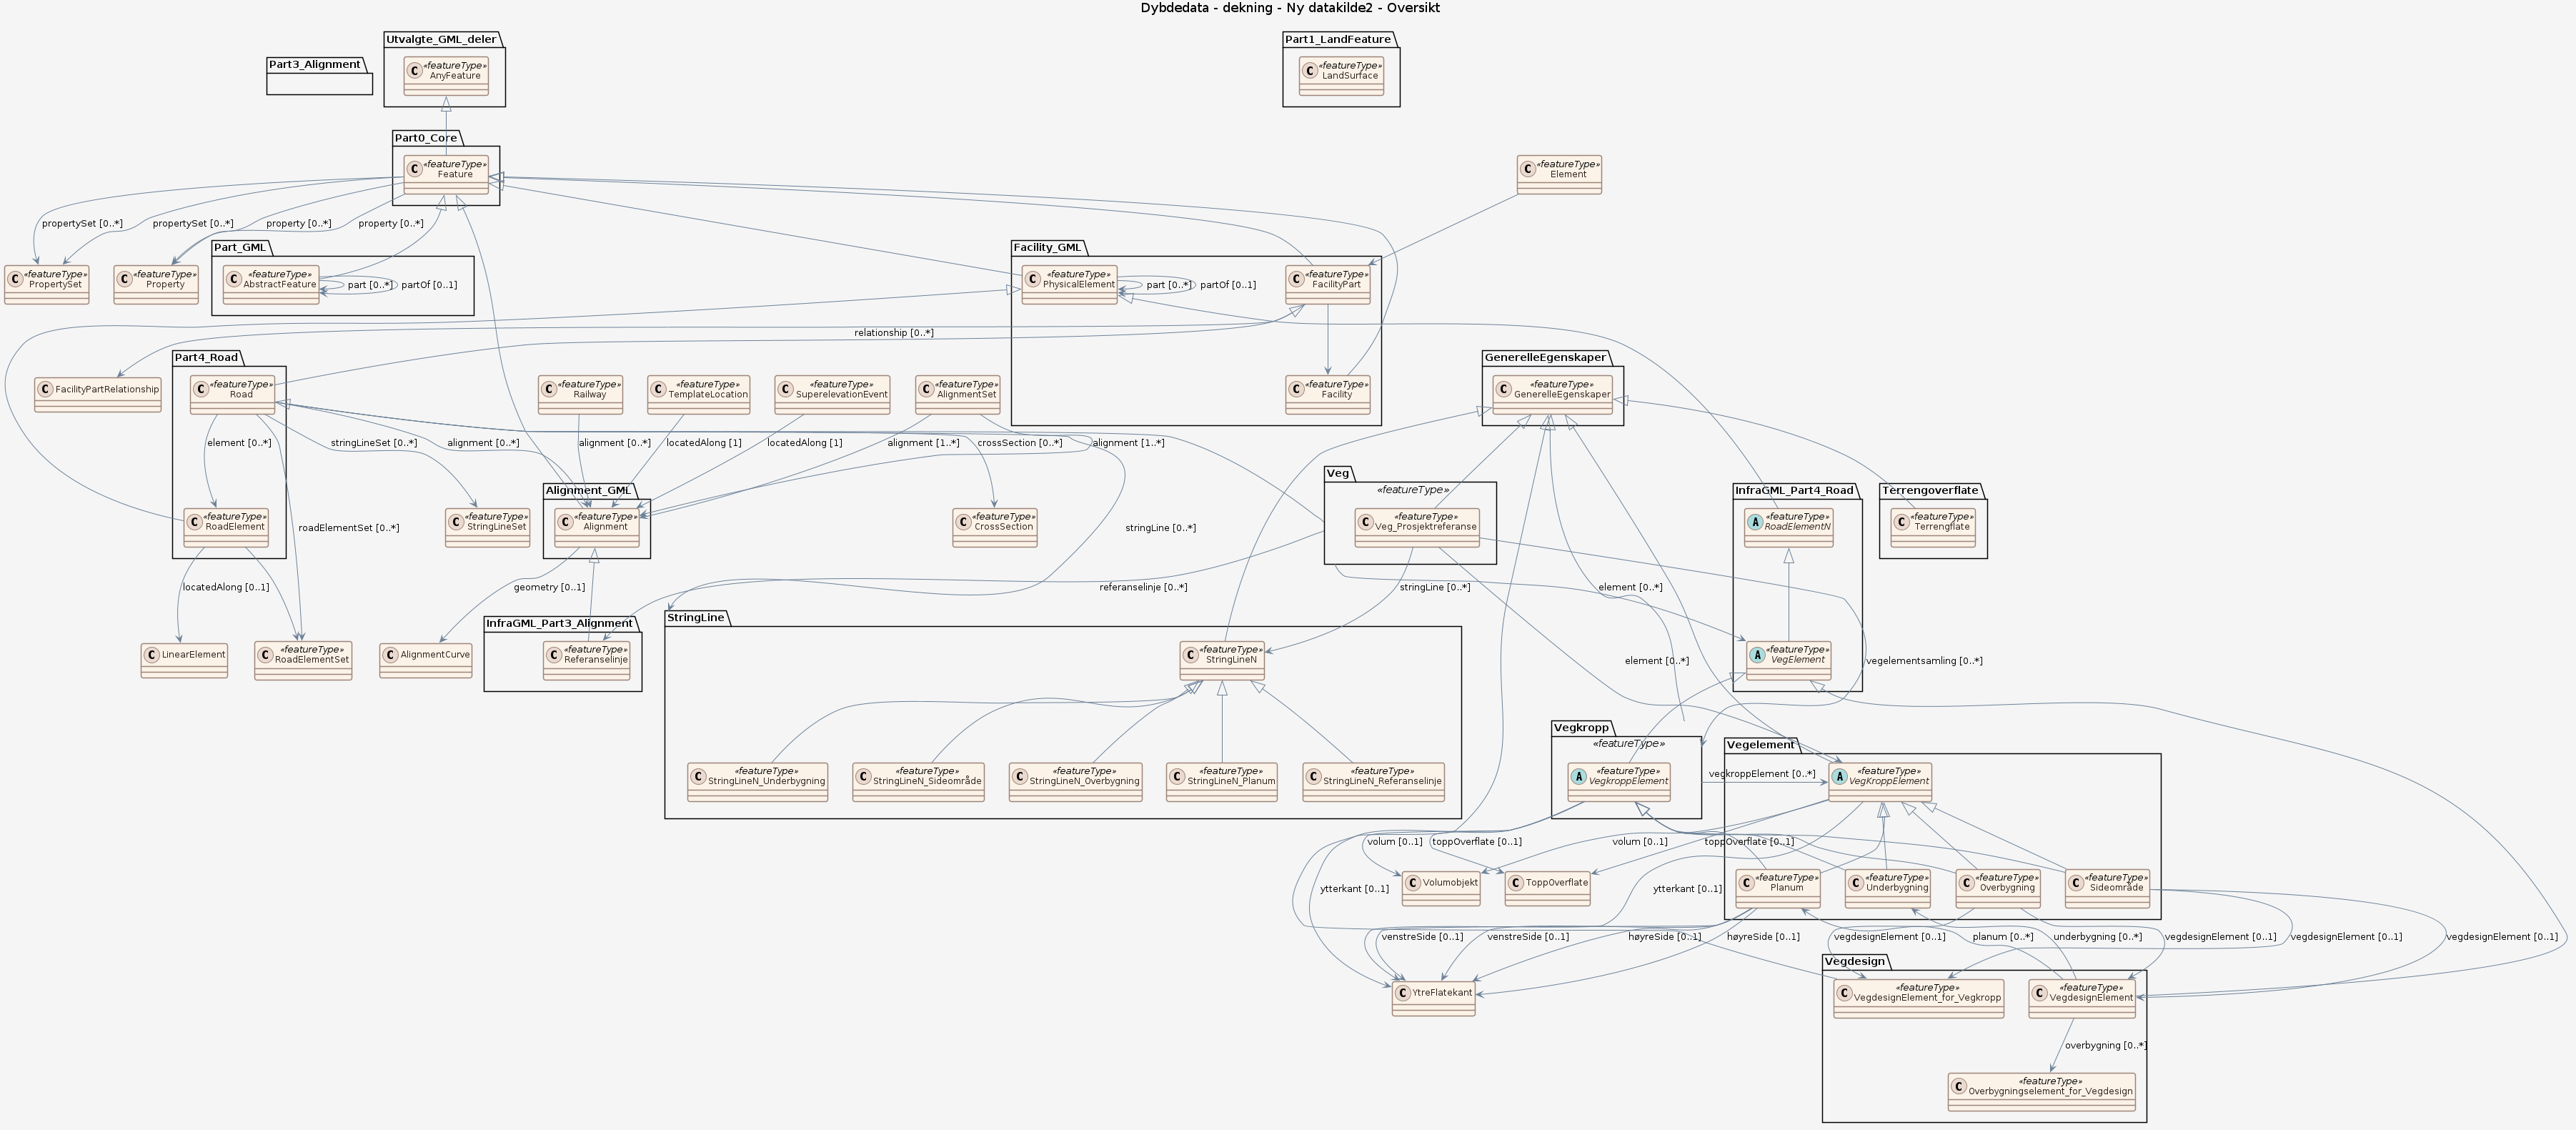 Dybdedata - dekning - Ny datakilde2 - Oversikt
Utvalgte_GML_deler
Part1_LandFeature
Part3_Alignment
«featureType»
AnyFeature
«featureType»
LandSurface
Part0_Core
«featureType»
Feature
«featureType»
Element
propertySet [0..*]
propertySet [0..*]
property [0..*]
property [0..*]
Part_GML
Facility_GML
«featureType»
PropertySet
«featureType»
Property
«featureType»
AbstractFeature
part [0..*]
partOf [0..1]
«featureType»
PhysicalElement
part [0..*]
partOf [0..1]
«featureType»
FacilityPart
relationship [0..*]
Part4_Road
GenerelleEgenskaper
FacilityPartRelationship
«featureType»
Road
«featureType»
Railway
«featureType»
TemplateLocation
«featureType»
SuperelevationEvent
«featureType»
AlignmentSet
«featureType»
Facility
«featureType»
GenerelleEgenskaper
element [0..*]
stringLineSet [0..*]
alignment [0..*]
alignment [0..*]
locatedAlong [1]
locatedAlong [1]
alignment [1..*]
crossSection [0..*]
alignment [1..*]
Veg
«featureType»
Alignment_GML
InfraGML_Part4_Road
Terrengoverflate
«featureType»
RoadElement
roadElementSet [0..*]
«featureType»
StringLineSet
«featureType»
Alignment
«featureType»
CrossSection
stringLine [0..*]
«featureType»
Veg_Prosjektreferanse
«featureType»
RoadElementN
«featureType»
Terrengflate
locatedAlong [0..1]
geometry [0..1]
referanselinje [0..*]
stringLine [0..*]
element [0..*]
StringLine
InfraGML_Part3_Alignment
LinearElement
«featureType»
RoadElementSet
AlignmentCurve
«featureType»
Referanselinje
«featureType»
StringLineN
element [0..*]
«featureType»
VegElement
vegelementsamling [0..*]
Vegkropp
«featureType»
Vegelement
«featureType»
StringLineN_Underbygning
«featureType»
StringLineN_Sideområde
«featureType»
StringLineN_Overbygning
«featureType»
StringLineN_Planum
«featureType»
StringLineN_Referanselinje
«featureType»
VegkroppElement
vegkroppElement [0..*]
«featureType»
VegKroppElement
volum [0..1]
toppOverflate [0..1]
volum [0..1]
toppOverflate [0..1]
ytterkant [0..1]
Volumobjekt
ToppOverflate
ytterkant [0..1]
«featureType»
Planum
«featureType»
Underbygning
«featureType»
Overbygning
«featureType»
Sideområde
venstreSide [0..1]
venstreSide [0..1]
høyreSide [0..1]
høyreSide [0..1]
vegdesignElement [0..1]
planum [0..*]
underbygning [0..*]
vegdesignElement [0..1]
vegdesignElement [0..1]
vegdesignElement [0..1]
Vegdesign
YtreFlatekant
«featureType»
VegdesignElement_for_Vegkropp
«featureType»
VegdesignElement
overbygning [0..*]
«featureType»
Overbygningselement_for_Vegdesign